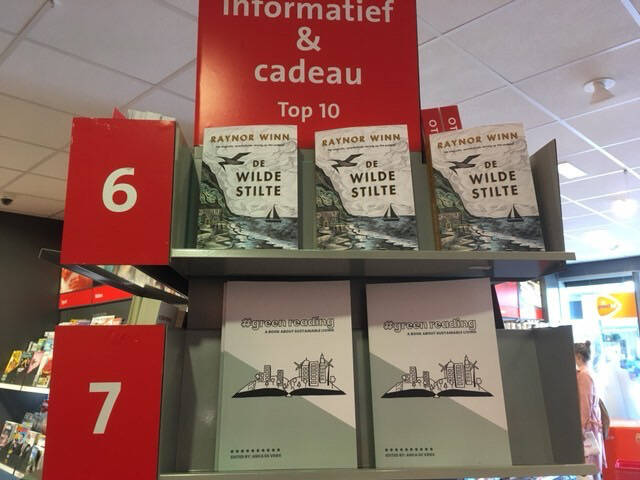 Informatief
&
cadeau
Top 10
6
RAYNOR WINN
DE
WILDE
STILTE
RAYNOR WINN
DE
WILDE
STILTE
RAYNOR WINN
DE
WILDE
STILTE
7
#green reading
A BOOK ABOUT SUSTAINABLE LIVING
#green reading
A BOOK ABOUT SUSTAINABLE LIVING